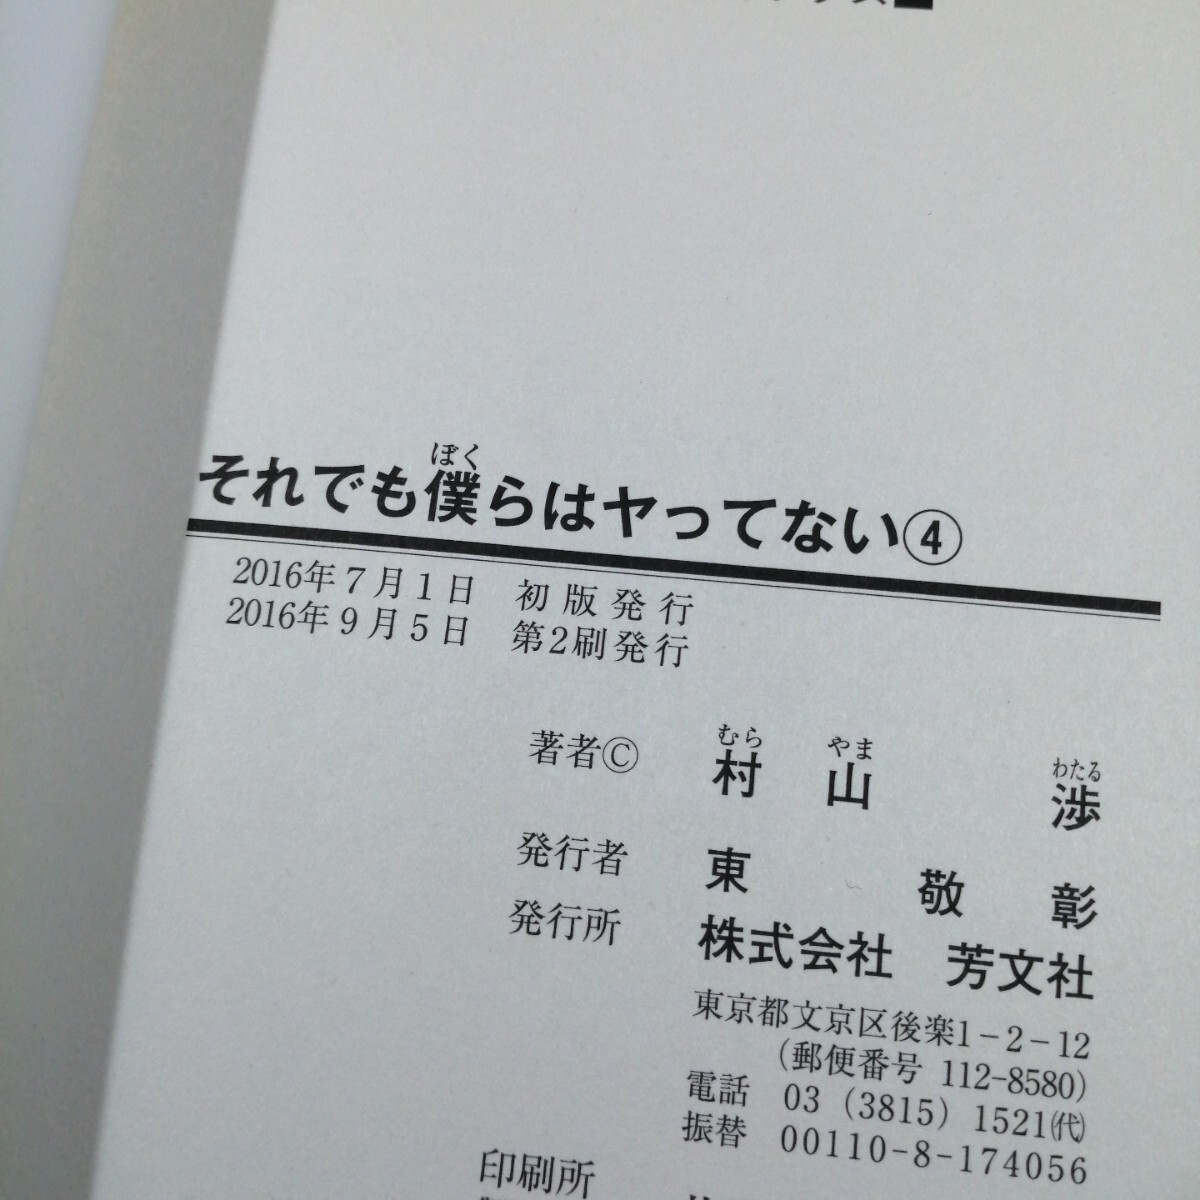 それでも僕らはヤってない④
ぼく
2016年7月1日 初版発行
2016年9月5日 第2刷発行
著者© 村山 渉
むら やま わたる
発行者 東 敬彰
発行所 株式会社 芳文社
東京都文京区後楽1-2-12
(郵便番号 112-8580)
電話 03 (3815) 1521㈹
振替 00110-8-174056
印刷所